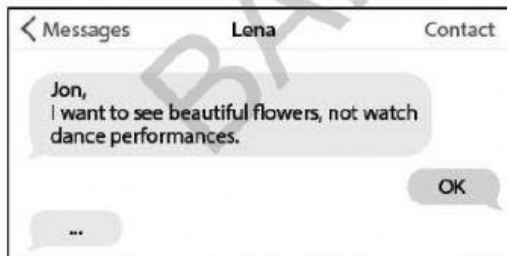 Messages Lena Contact
Jon,
I want to see beautiful flowers, not watch
dance performances.
OK
...